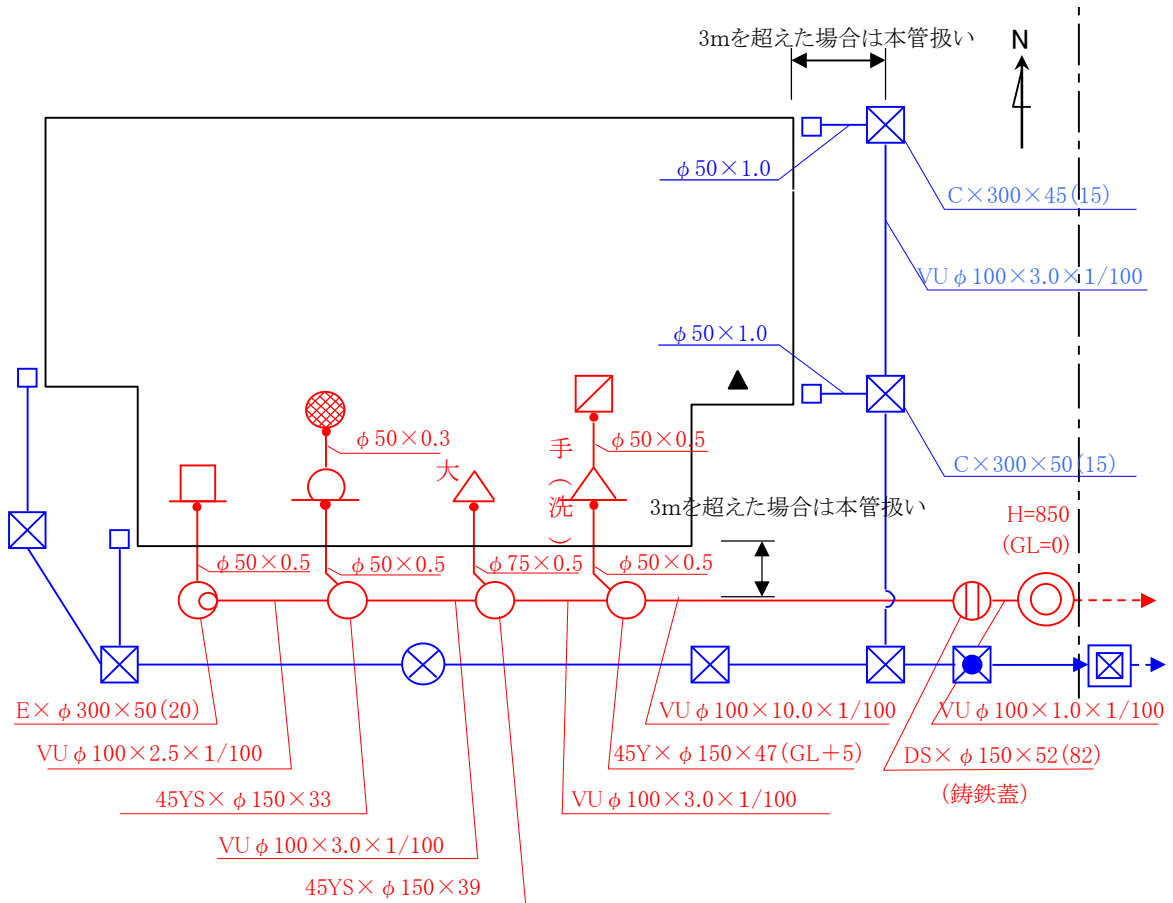 3mを超えた場合は本管扱い
N
φ50×1.0
C×300×45(15)
VUφ100×3.0×1/100
φ50×1.0
C×300×50(15)
φ50×0.3
大
手(洗)
φ50×0.5
3mを超えた場合は本管扱い
H=850
(GL=0)
φ50×0.5
φ50×0.5
φ75×0.5
φ50×0.5
E×φ300×50(20)
VUφ100×10.0×1/100
VUφ100×1.0×1/100
VUφ100×2.5×1/100
45Y×φ150×47(GL+5)
DS×φ150×52(82)
(鋳鉄蓋)
45YS×φ150×33
VUφ100×3.0×1/100
VUφ100×3.0×1/100
45YS×φ150×39